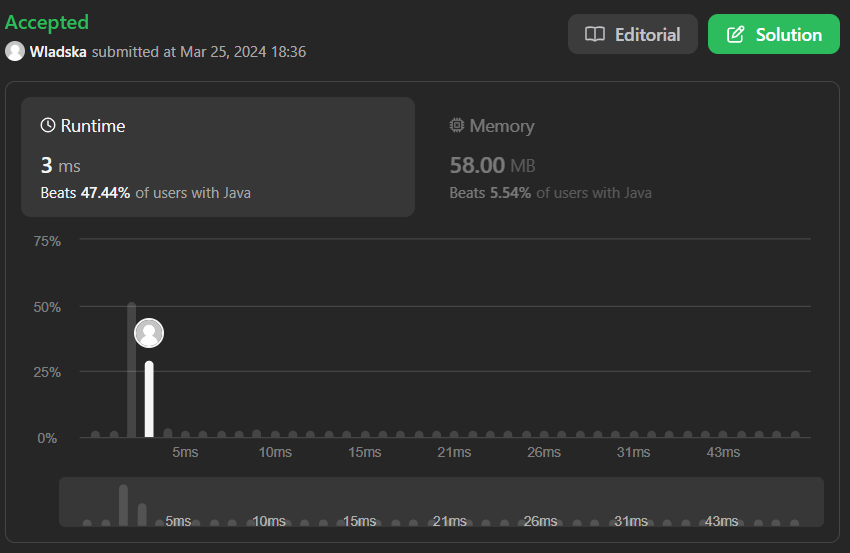 Accepted
Wladska submitted at Mar 25, 2024 18:36
Editorial
Solution
Runtime
3 ms
Beats 47.44% of users with Java
Memory
58.00 MB
Beats 5.54% of users with Java
75%
50%
25%
0%
5ms 10ms 15ms 21ms 26ms 31ms 43ms
5ms 10ms 15ms 21ms 26ms 31ms 43ms